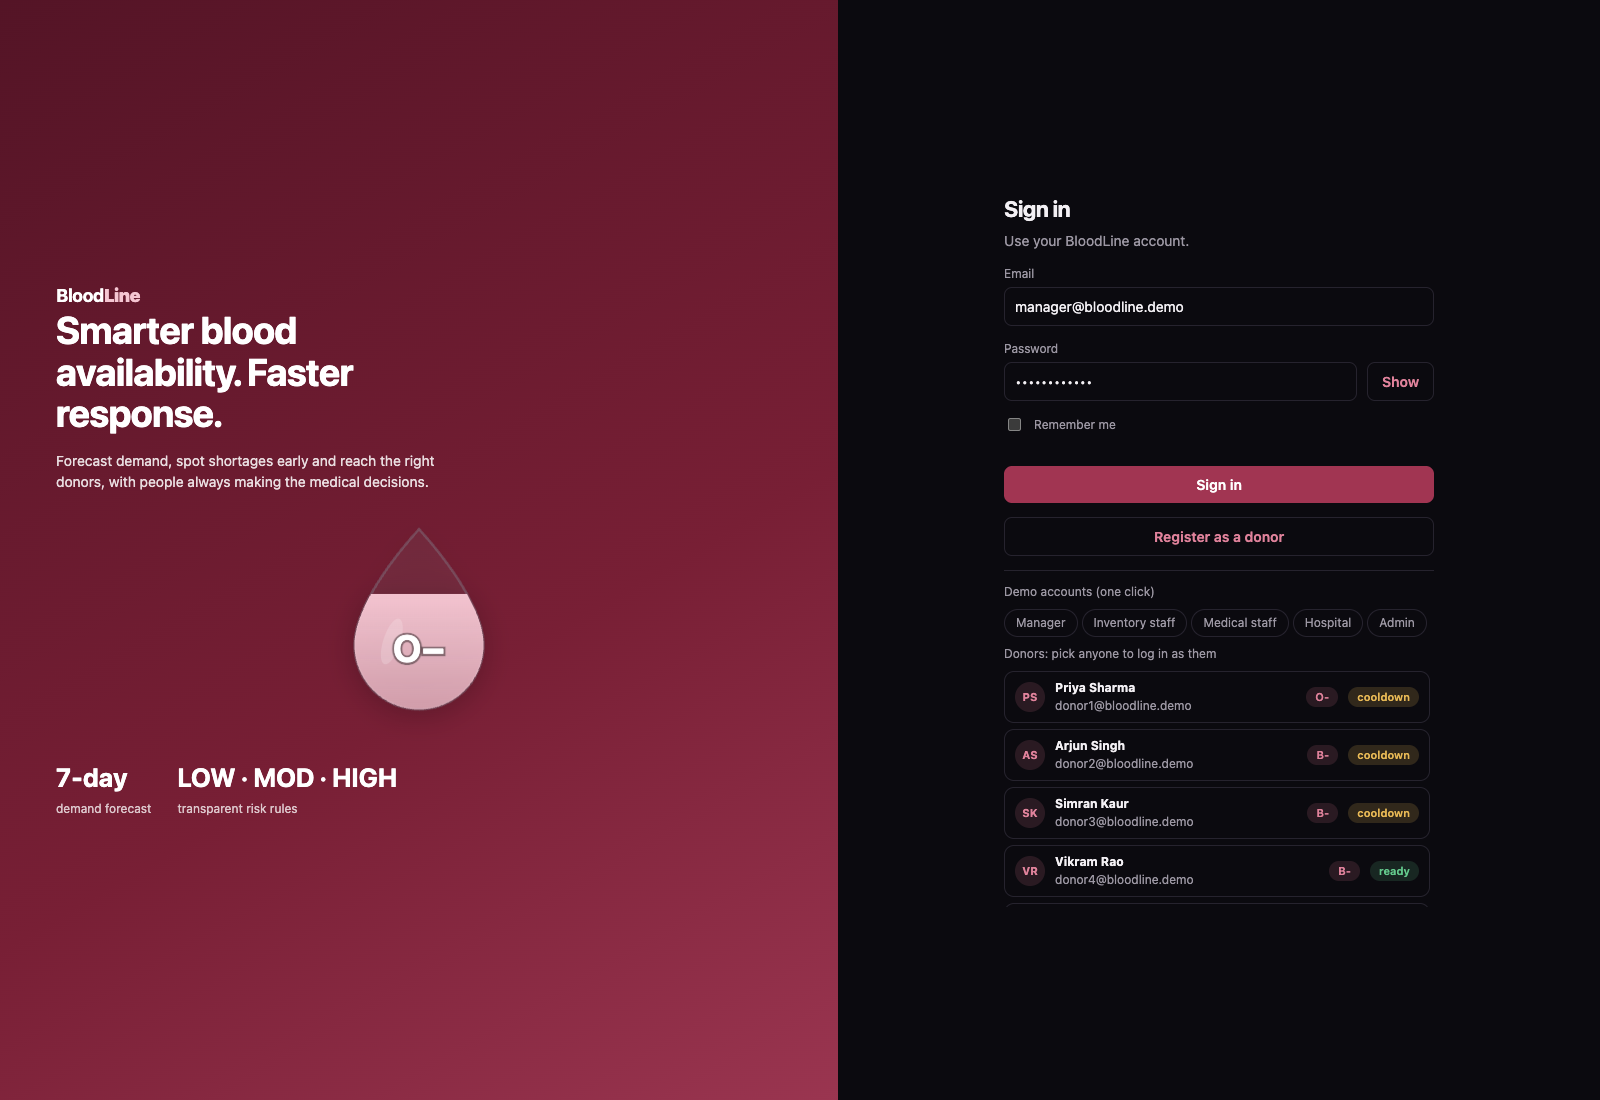 BloodLine
Smarter blood
availability. Faster
response.
Forecast demand, spot shortages early and reach the right
donors, with people always making the medical decisions.
O−
7-day
demand forecast
LOW · MOD · HIGH
transparent risk rules
Sign in
Use your BloodLine account.
Email
manager@bloodline.demo
Password
••••••••••••
Show
Remember me
Sign in
Register as a donor
Demo accounts (one click)
Manager
Inventory staff
Medical staff
Hospital
Admin
Donors: pick anyone to log in as them
PS
Priya Sharma
donor1@bloodline.demo
O-
cooldown
AS
Arjun Singh
donor2@bloodline.demo
B-
cooldown
SK
Simran Kaur
donor3@bloodline.demo
B-
cooldown
VR
Vikram Rao
donor4@bloodline.demo
B-
ready